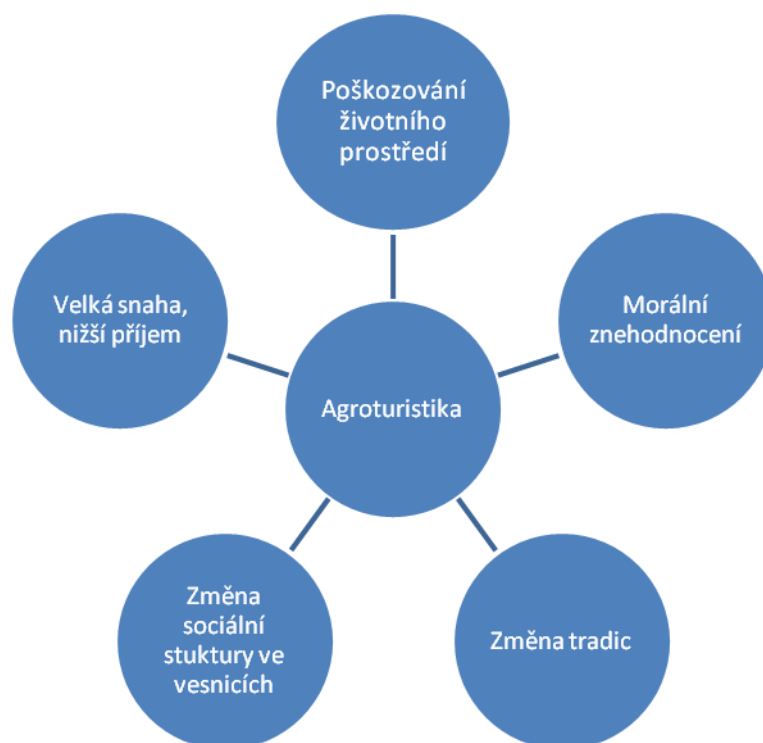 Poškozování
životního
prostředí
Velká snaha,
nižší příjem
Morální
znehodnocení
Agroturistika
Změna
sociální
stuktury ve
vesnicích
Změna tradic